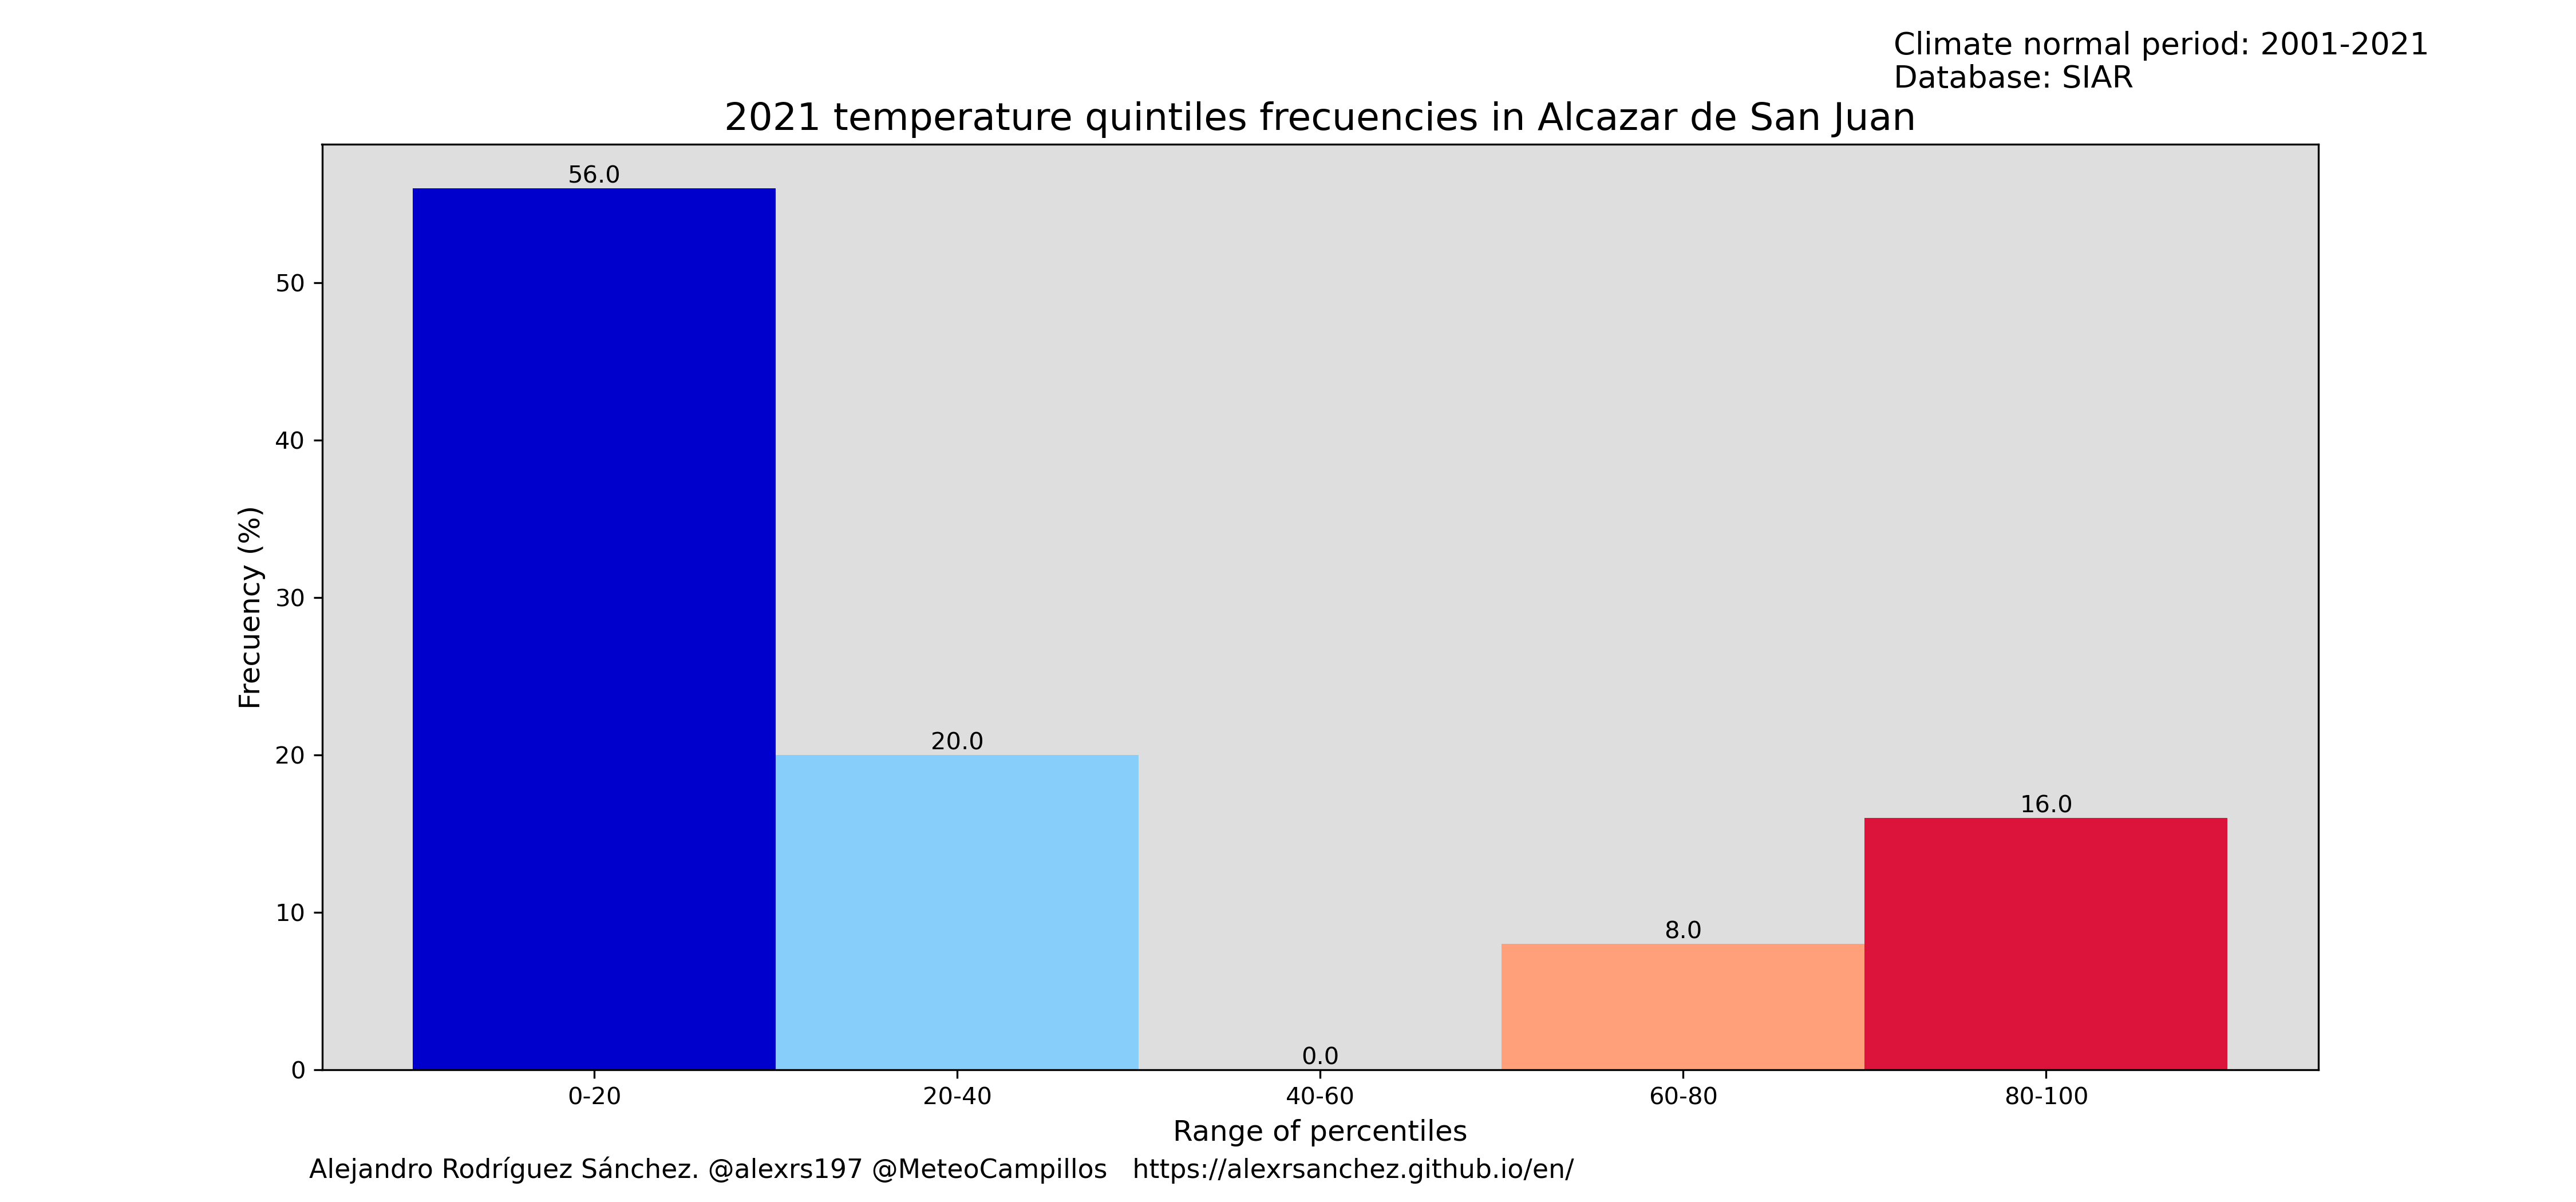 Climate normal period: 2001-2021
Database: SIAR
2021 temperature quintiles frecuencies in Alcazar de San Juan
56.0
50
40
30
20
10
0
Frecuency (%)
20.0
0.0
8.0
16.0
0-20
20-40
40-60
60-80
80-100
Range of percentiles
Alejandro Rodríguez Sánchez. @alexrs197 @MeteoCampillos https://alexrsanchez.github.io/en/